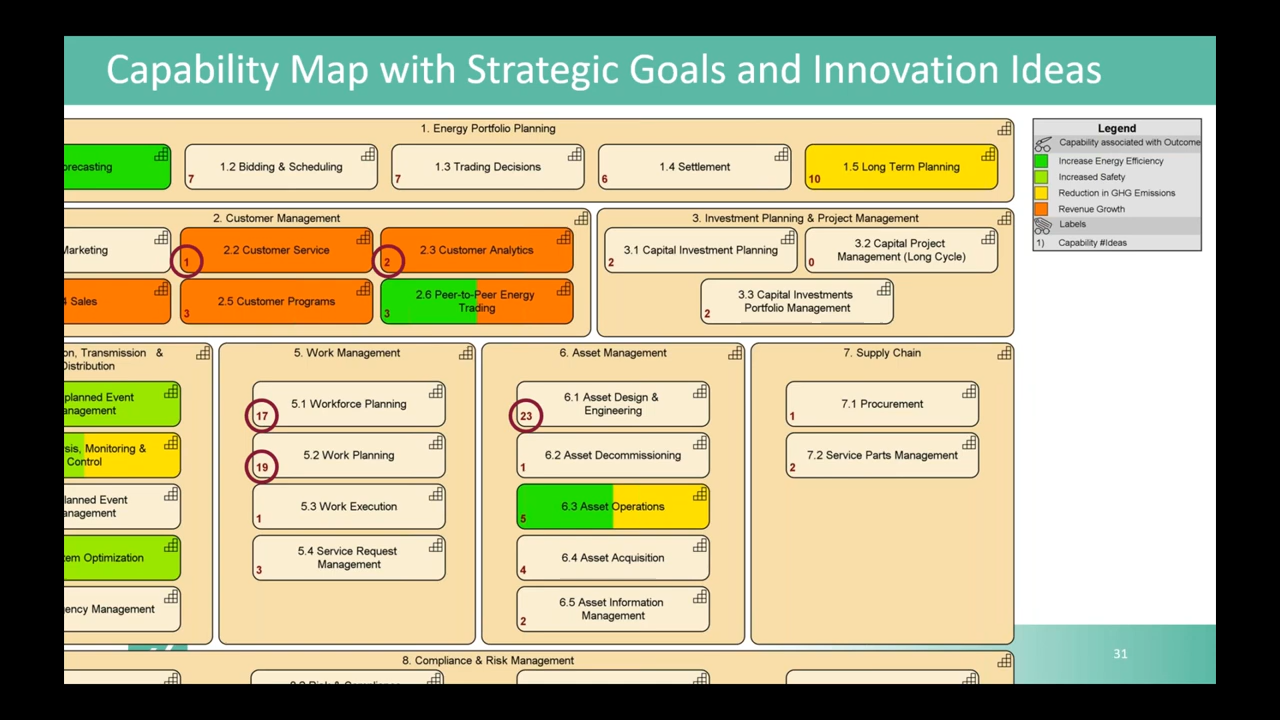 Capability Map with Strategic Goals and Innovation Ideas
1. Energy Portfolio Planning
orecasting
1.2 Bidding & Scheduling
7
1.3 Trading Decisions
7
1.4 Settlement
6
1.5 Long Term Planning
10
2. Customer Management
Marketing
2.2 Customer Service
1
2.3 Customer Analytics
2
4 Sales
2.5 Customer Programs
3
2.6 Peer-to-Peer Energy
Trading
3
3. Investment Planning & Project Management
3.1 Capital Investment Planning
2
3.2 Capital Project
Management (Long Cycle)
0
3.3 Capital Investments
Portfolio Management
2
on, Transmission &
Distribution
planned Event
anagement
sis, Monitoring &
Control
lanned Event
anagement
tem Optimization
ency Management
5. Work Management
5.1 Workforce Planning
17
5.2 Work Planning
19
5.3 Work Execution
1
5.4 Service Request
Management
3
6. Asset Management
6.1 Asset Design &
Engineering
23
6.2 Asset Decommissioning
1
6.3 Asset Operations
5
6.4 Asset Acquisition
4
6.5 Asset Information
Management
2
7. Supply Chain
7.1 Procurement
1
7.2 Service Parts Management
2
8. Compliance & Risk Management
Legend
Capability associated with Outcome
Increase Energy Efficiency
Increased Safety
Reduction in GHG Emissions
Revenue Growth
Labels
1) Capability #Ideas
31